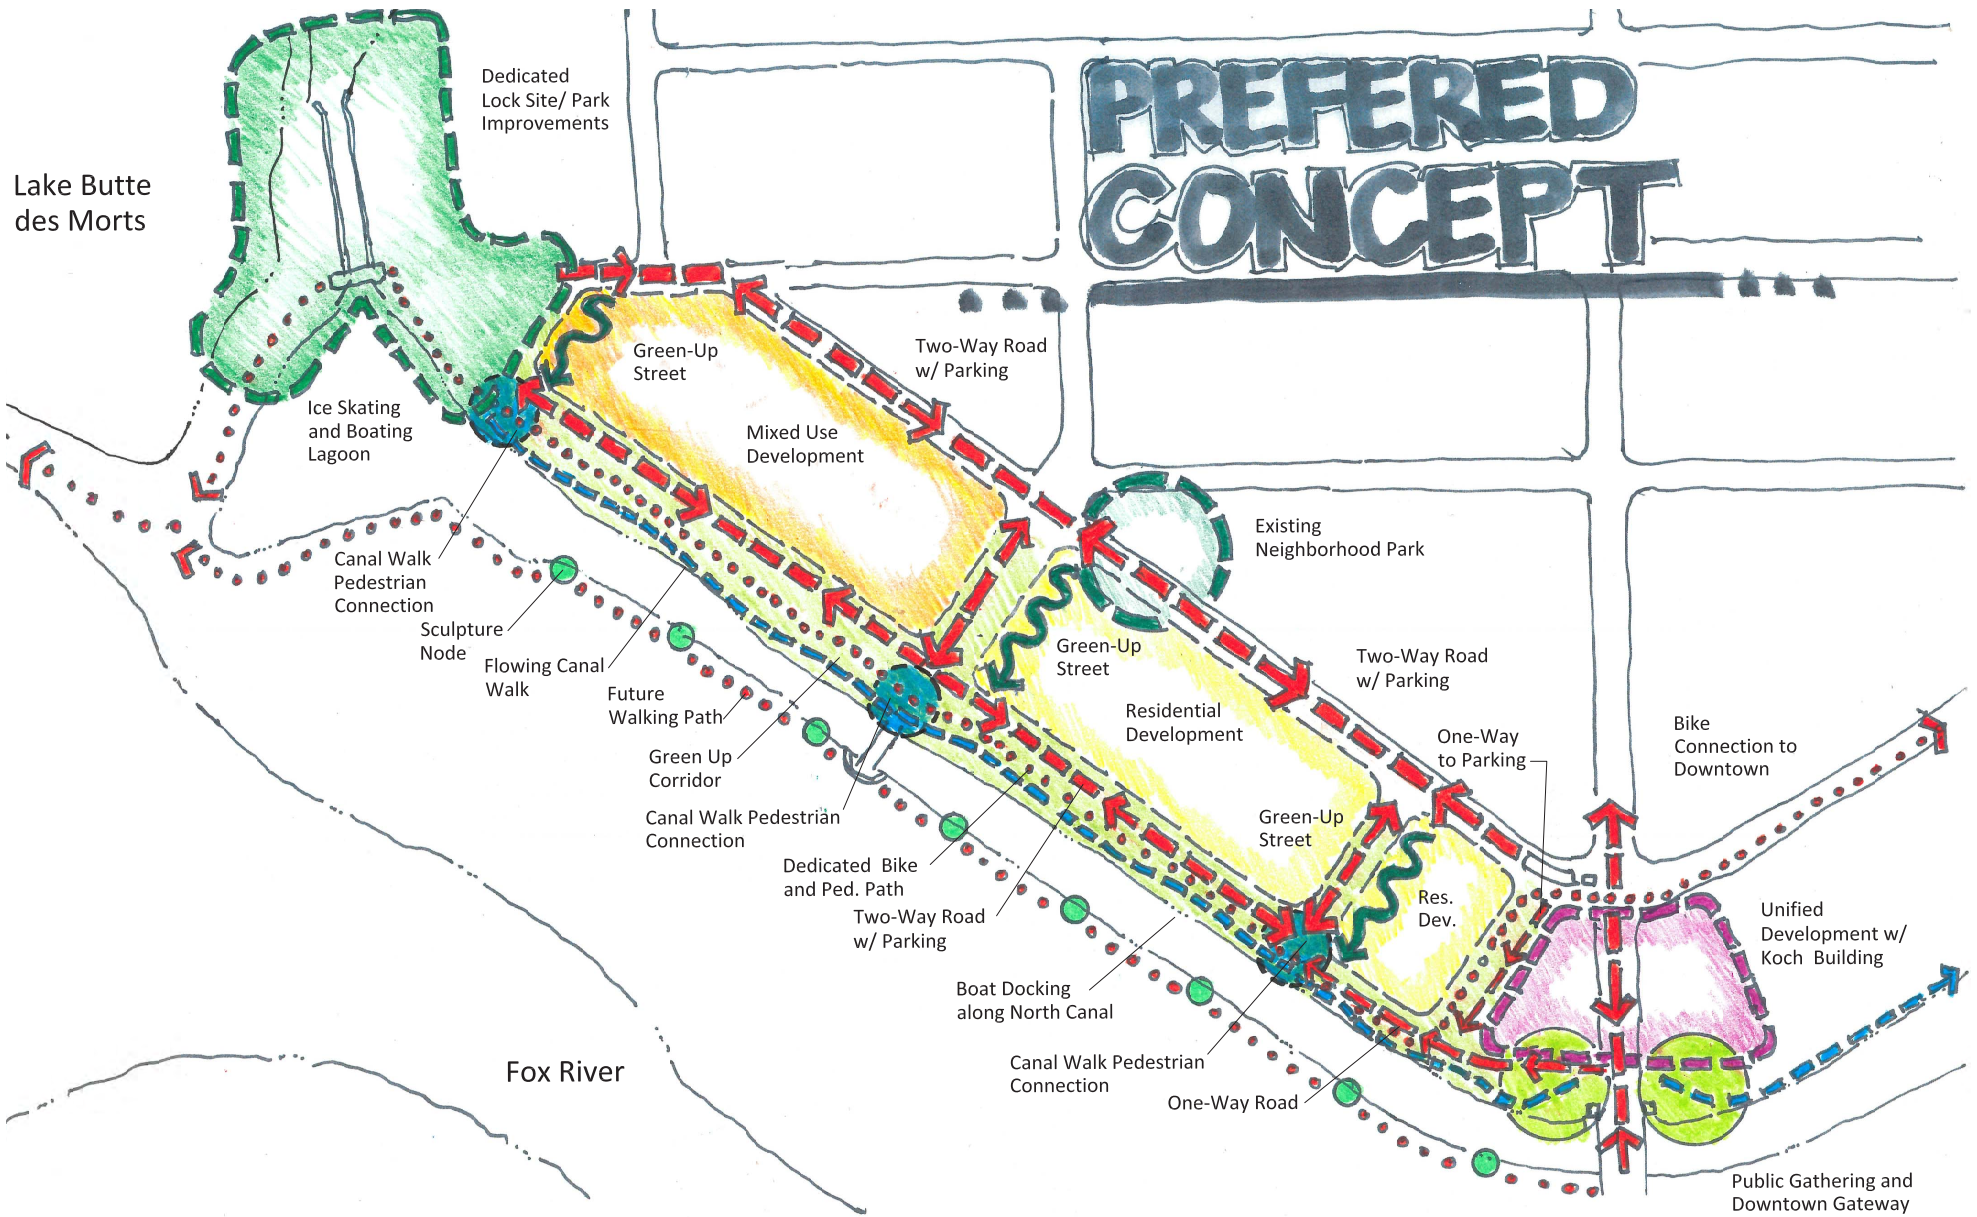 PREFERED
CONCEPT
Dedicated
Lock Site/ Park
Improvements
Lake Butte
des Morts
Green-Up
Street
Two-Way Road
w/ Parking
Ice Skating
and Boating
Lagoon
Mixed Use
Development
Existing
Neighborhood Park
Canal Walk
Pedestrian
Connection
Sculpture
Node
Flowing Canal
Walk
Future
Walking Path
Green Up
Corridor
Canal Walk Pedestrian
Connection
Dedicated Bike
and Ped. Path
Two-Way Road
w/ Parking
Green-Up
Street
Residential
Development
Two-Way Road
w/ Parking
One-Way
to Parking
Bike
Connection to
Downtown
Green-Up
Street
Res.
Dev.
Unified
Development w/
Koch Building
Boat Docking
along North Canal
Canal Walk Pedestrian
Connection
One-Way Road
Fox River
Public Gathering and
Downtown Gateway